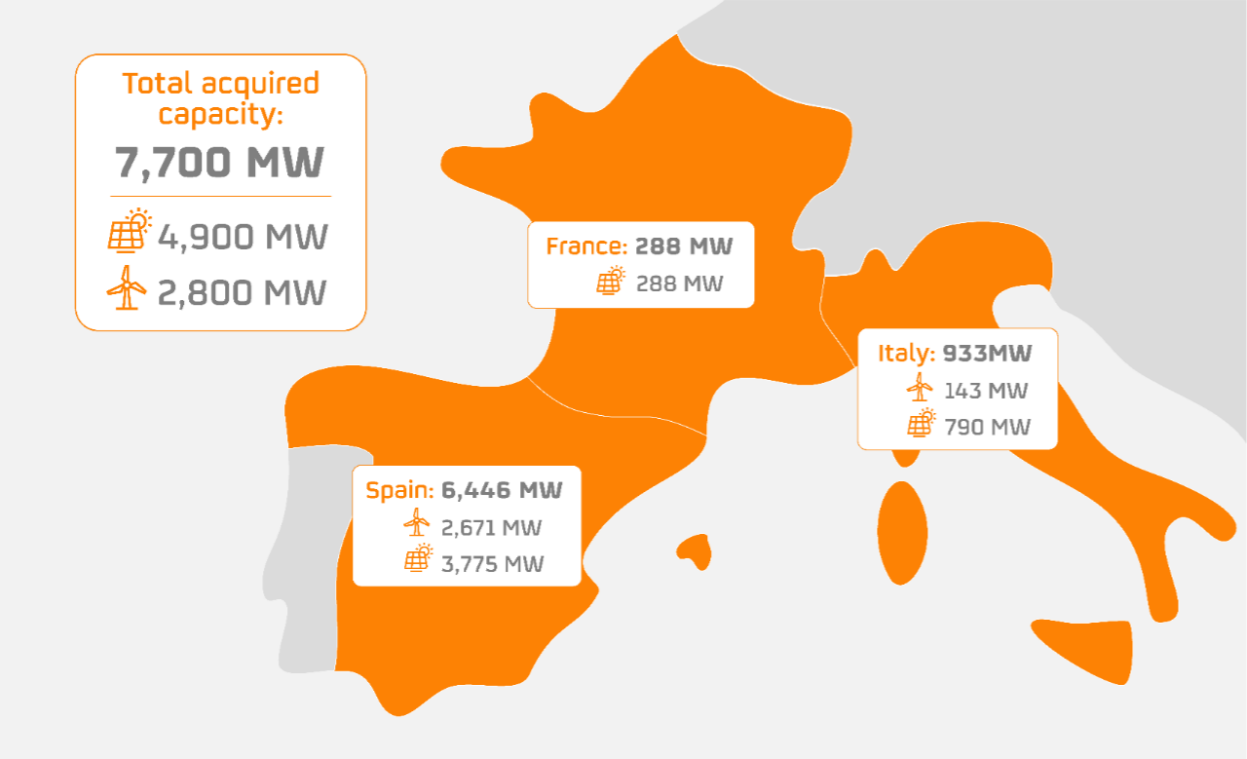 Total acquired
capacity:
7,700 MW
4,900 MW
2,800 MW
France: 288 MW
288 MW
Italy: 933MW
143 MW
790 MW
Spain: 6,446 MW
2,671 MW
3,775 MW